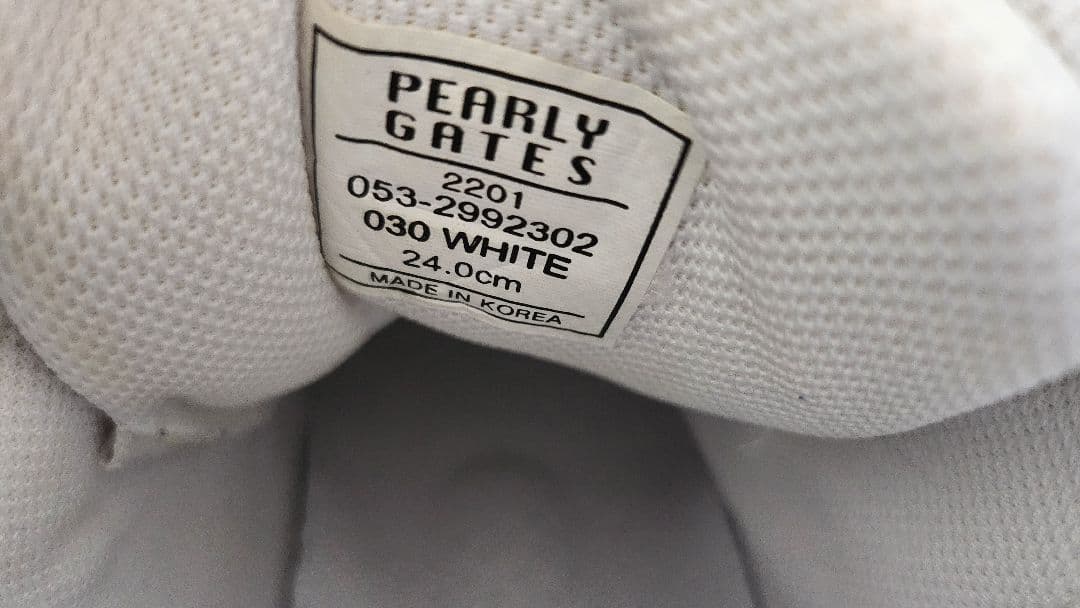 PEARLY
GATES
2201
053-2992302
030 WHITE
24.0cm
MADE IN KOREA